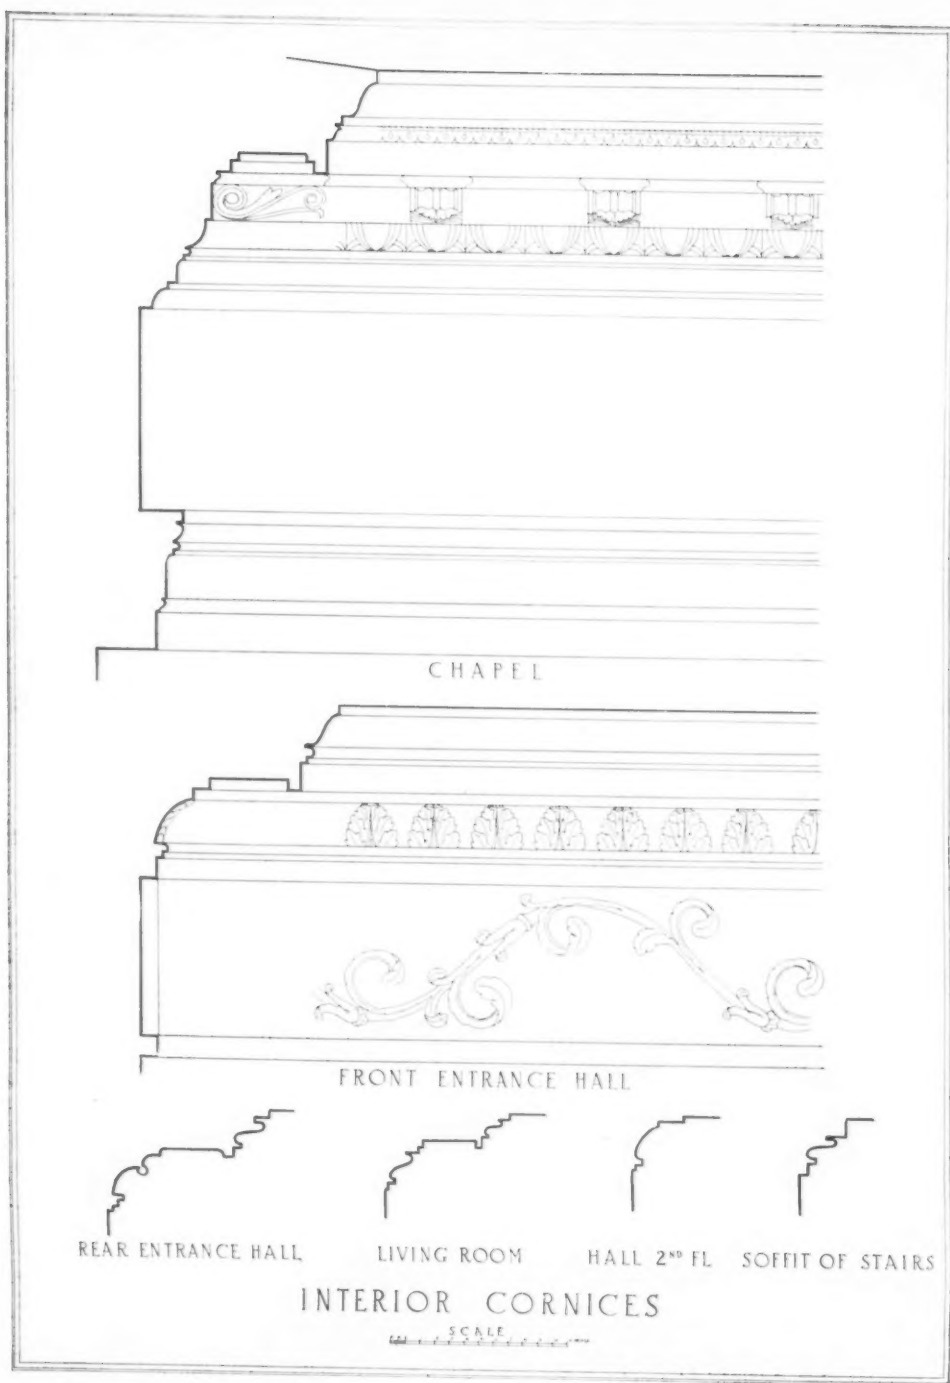 CHAPEL
FRONT ENTRANCE HALL
REAR ENTRANCE HALL
LIVING ROOM
HALL 2ND FL
SOFFIT OF STAIRS
INTERIOR CORNICES
SCALE